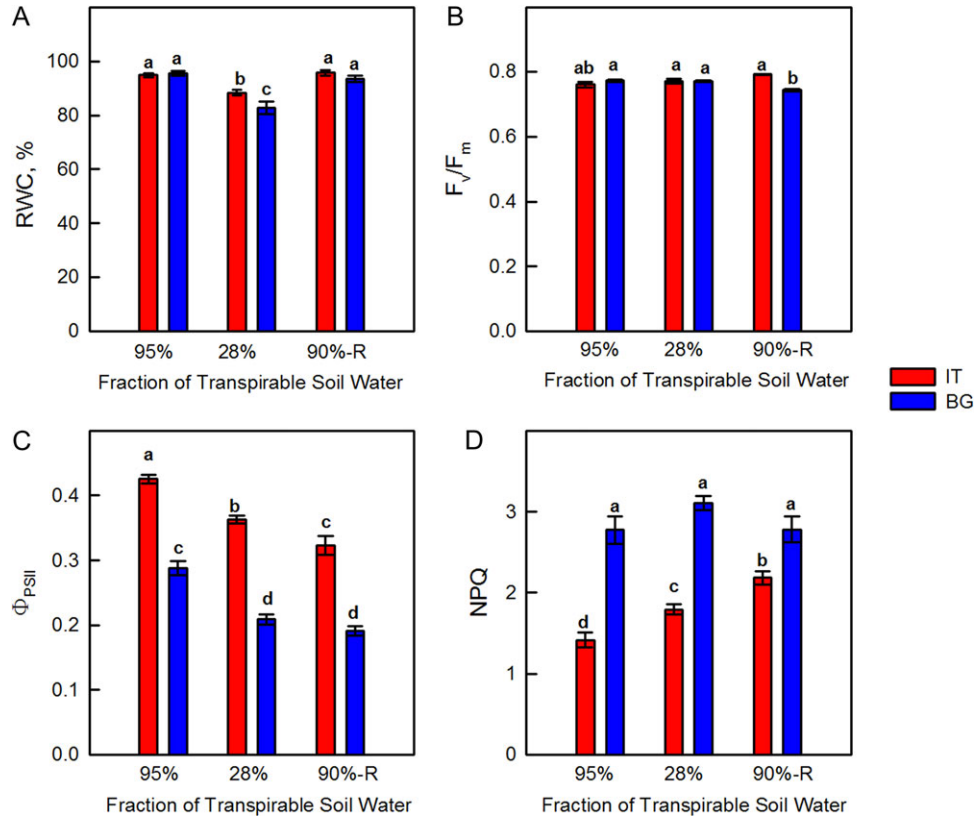 A
RWC, %
100
80
60
40
20
0
a a b c a a
95% 28% 90%-R
Fraction of Transpirable Soil Water
B
Fv/Fm
0.8
0.6
0.4
0.2
0.0
ab a a a a b
95% 28% 90%-R
Fraction of Transpirable Soil Water
IT
BG
C
ΦPSII
0.4
0.3
0.2
0.1
0.0
a c b d c d
95% 28% 90%-R
Fraction of Transpirable Soil Water
D
NPQ
3
2
1
0
d a c a b a
95% 28% 90%-R
Fraction of Transpirable Soil Water